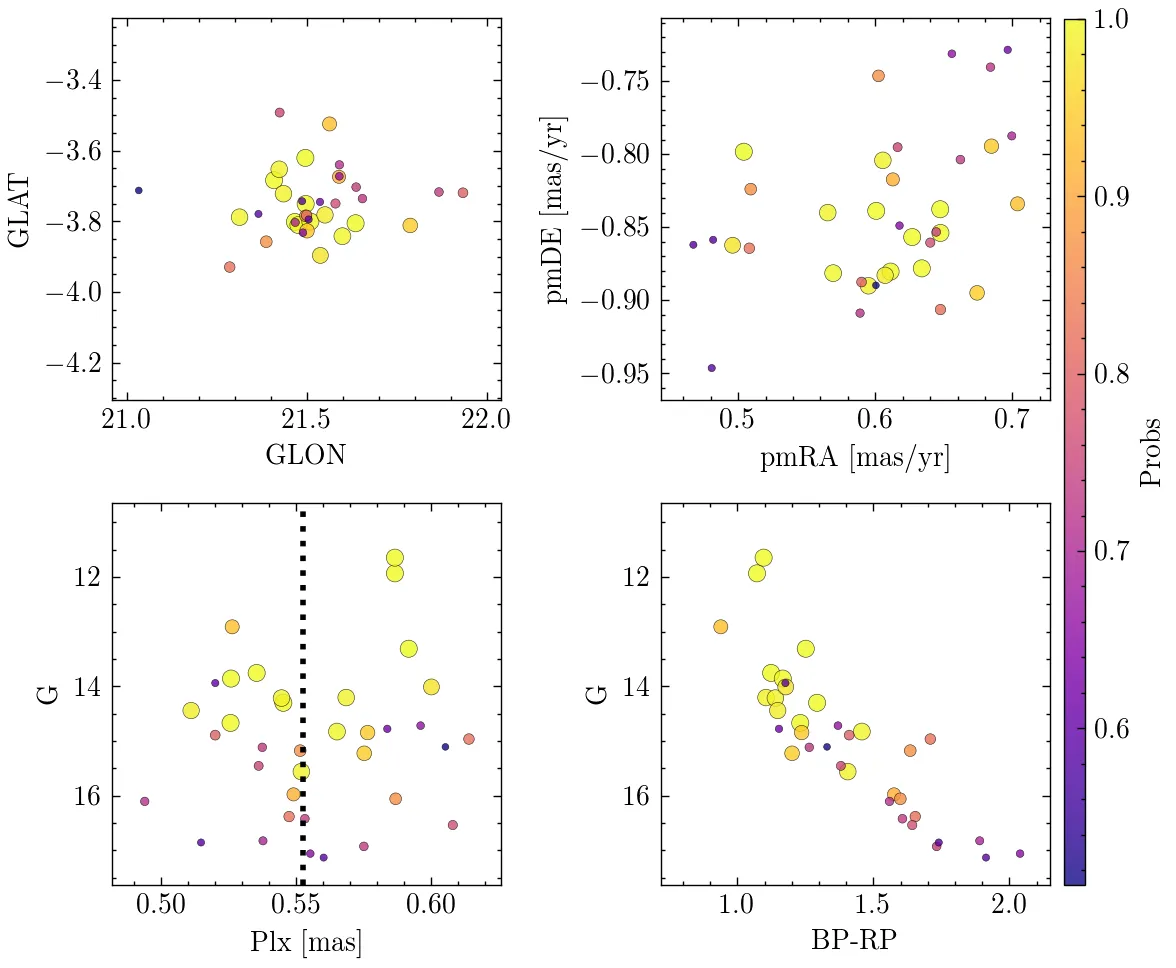 −3.4
−3.6
−3.8
−4.0
−4.2
GLAT
21.0 21.5 22.0
GLON
−0.75
−0.80
−0.85
−0.90
−0.95
pmDE [mas/yr]
0.5 0.6 0.7
pmRA [mas/yr]
12
14
16
G
0.50 0.55 0.60
Plx [mas]
12
14
16
G
1.0 1.5 2.0
BP-RP
1.0
0.9
0.8
0.7
0.6
Probs